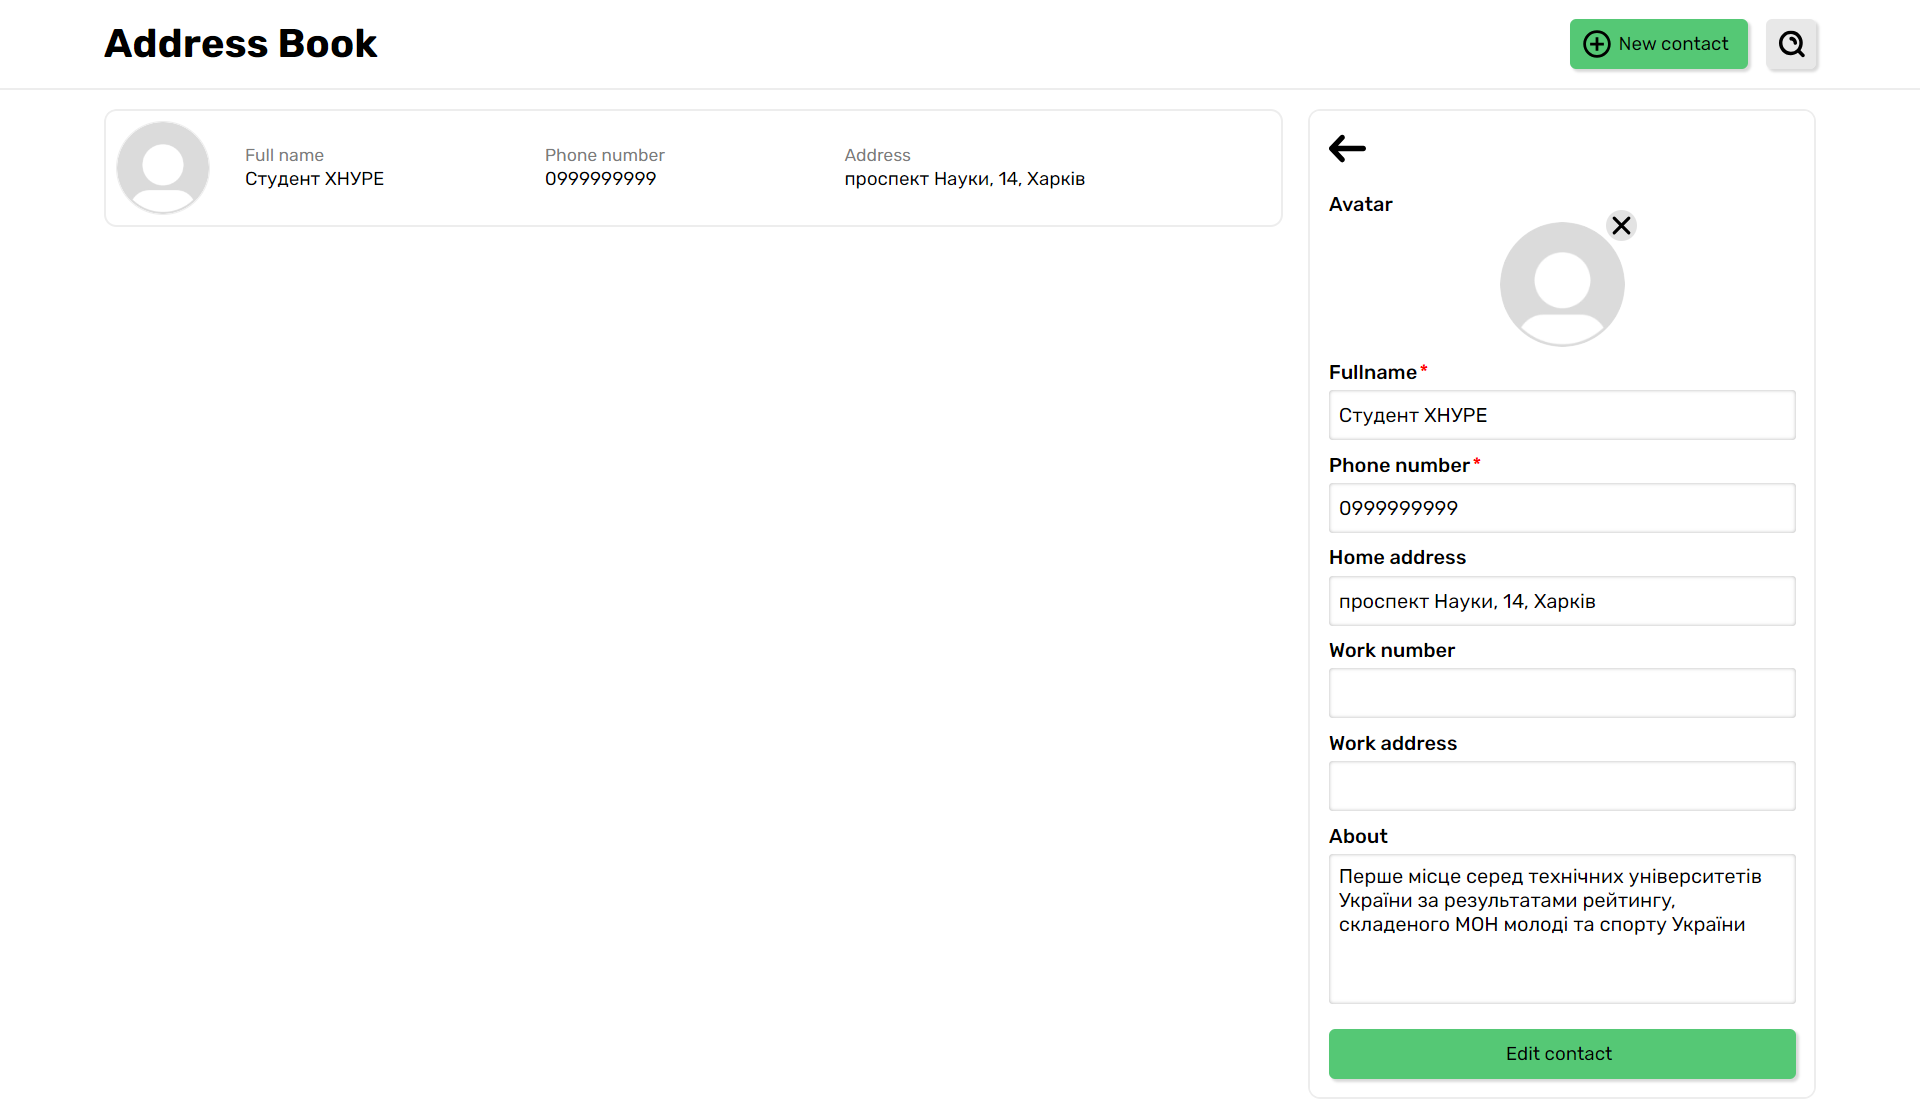 Address Book
New contact
Full name
Студент ХНУРЕ
Phone number
0999999999
Address
проспект Науки, 14, Харків
Avatar
Fullname*
Студент ХНУРЕ
Phone number*
0999999999
Home address
проспект Науки, 14, Харків
Work number
Work address
About
Перше місце серед технічних університетів
України за результатами рейтингу,
складеного МОН молоді та спорту України
Edit contact